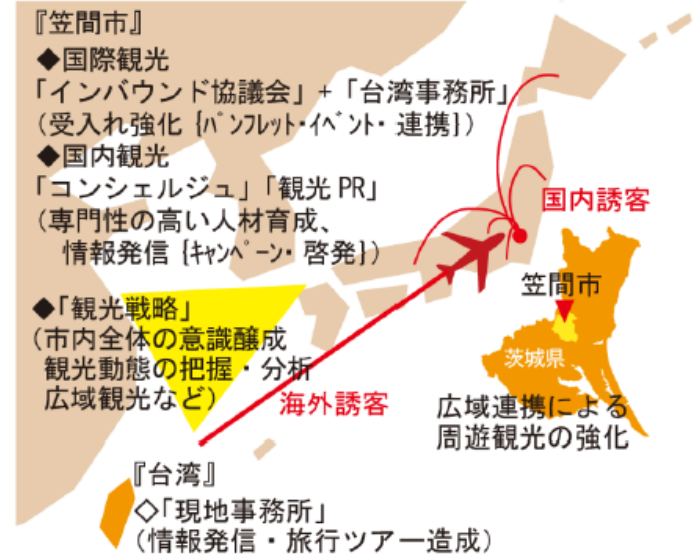 『笠間市』
◆国際観光
「インバウンド協議会」+「台湾事務所」
(受入れ強化{ﾊﾟﾝﾌﾚｯﾄ・ｲﾍﾞﾝﾄ・連携})
◆国内観光
「コンシェルジュ」「観光PR」
(専門性の高い人材育成、
情報発信{ｷｬﾝﾍﾟｰﾝ・啓発})
◆「観光戦略」
(市内全体の意識醸成
観光動態の把握・分析
広域観光など)
国内誘客
笠間市
茨城県
海外誘客
広域連携による
周遊観光の強化
『台湾』
◇「現地事務所」
(情報発信・旅行ツアー造成)